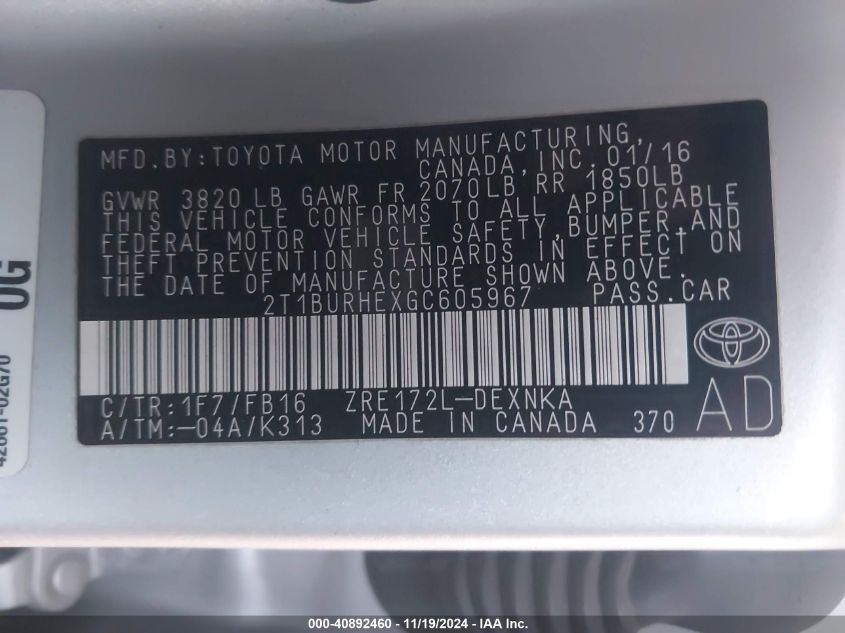 MFD.BY:TOYOTA MOTOR MANUFACTURING,
CANADA,INC.01/16
GVWR 3820 LB GAWR FR 2070LB RR 1850LB
THIS VEHICLE CONFORMS TO ALL APPLICABLE
FEDERAL MOTOR VEHICLE SAFETY,BUMPER,AND
THEFT PREVENTION STANDARDS IN EFFECT ON
THE DATE OF MANUFACTURE SHOWN ABOVE.
2T1BURHEXGC605967 PASS.CAR
C/TR:1F7/FB16 ZRE172L-DEXNKA
A/TM:-04A/K313 MADE IN CANADA 370
AD
0G
42661-02G70
000-40892460 - 11/19/2024 - IAA Inc.